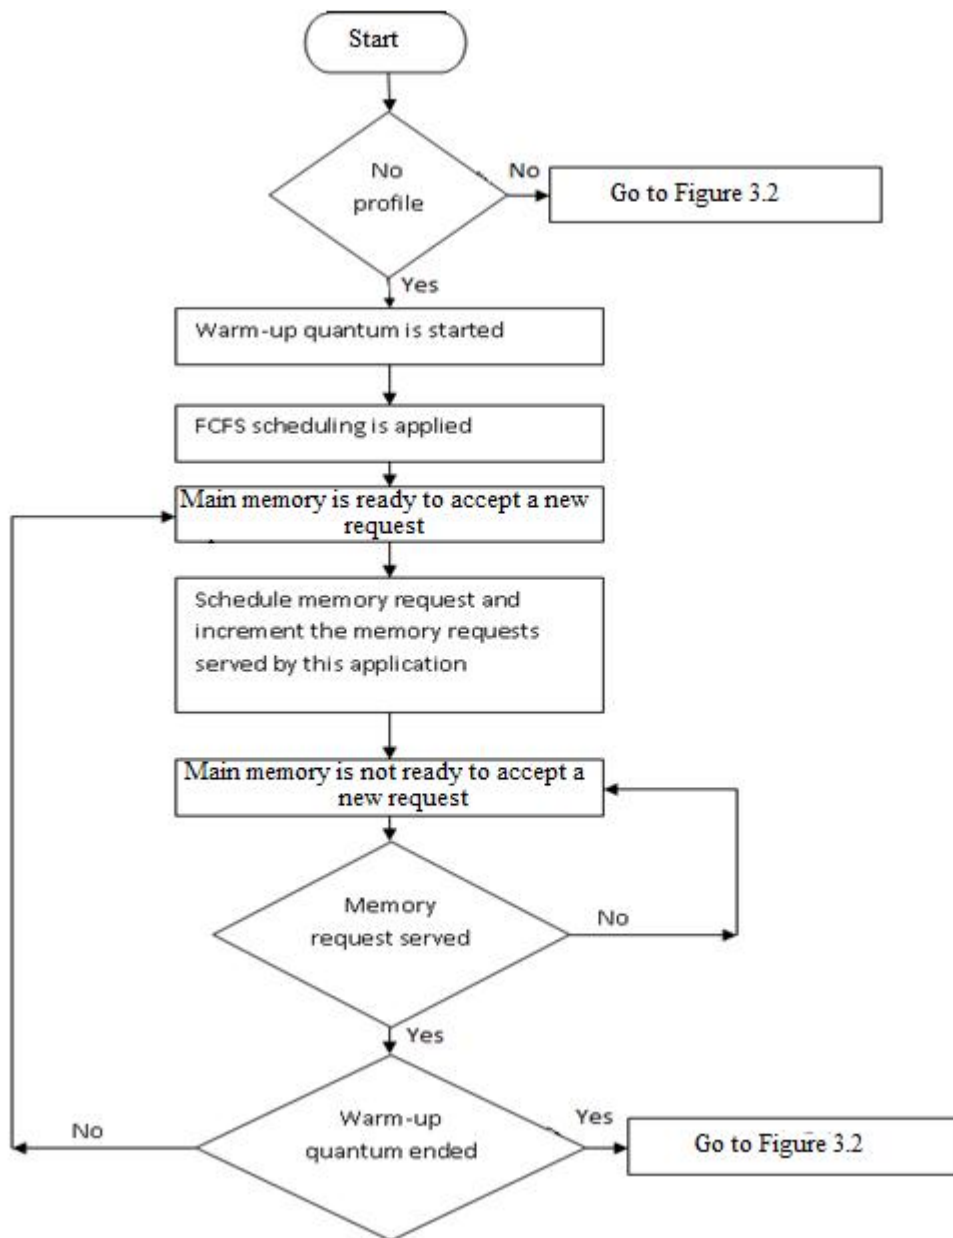 Start
No
profile
No
Go to Figure 3.2
Yes
Warm-up quantum is started
FCFS scheduling is applied
Main memory is ready to accept a new
request
Schedule memory request and
increment the memory requests
served by this application
Main memory is not ready to accept a
new request
Memory
request served
No
Yes
Warm-up
quantum ended
No
Yes
Go to Figure 3.2